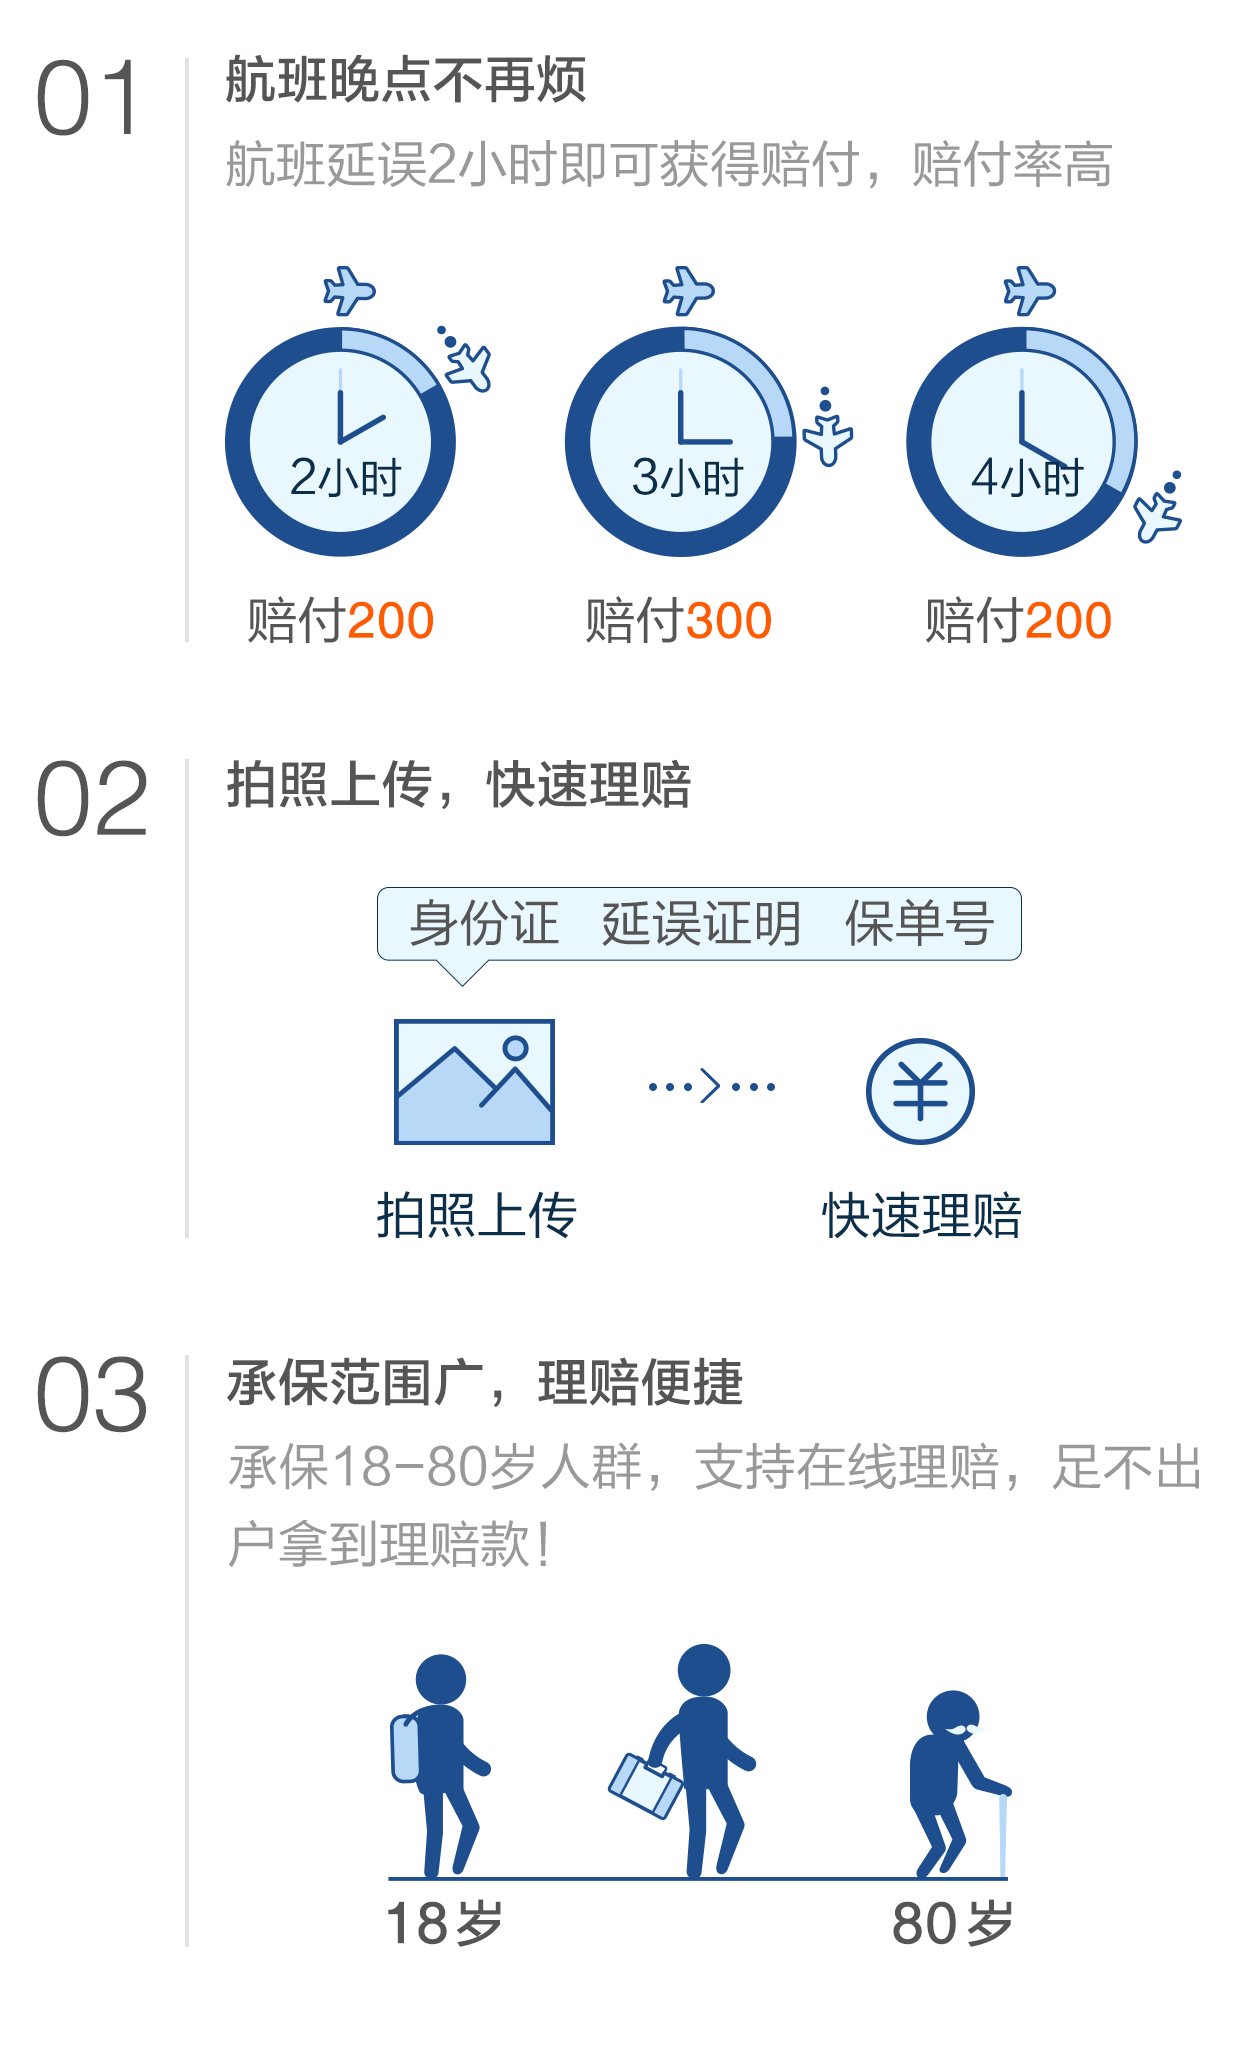 01
航班晚点不再烦
航班延误2小时即可获得赔付，赔付率高
2小时 3小时 4小时
赔付200 赔付300 赔付200
02
拍照上传，快速理赔
身份证 延误证明 保单号
拍照上传 快速理赔
03
承保范围广，理赔便捷
承保18-80岁人群，支持在线理赔，足不出
户拿到理赔款！
18岁 80岁